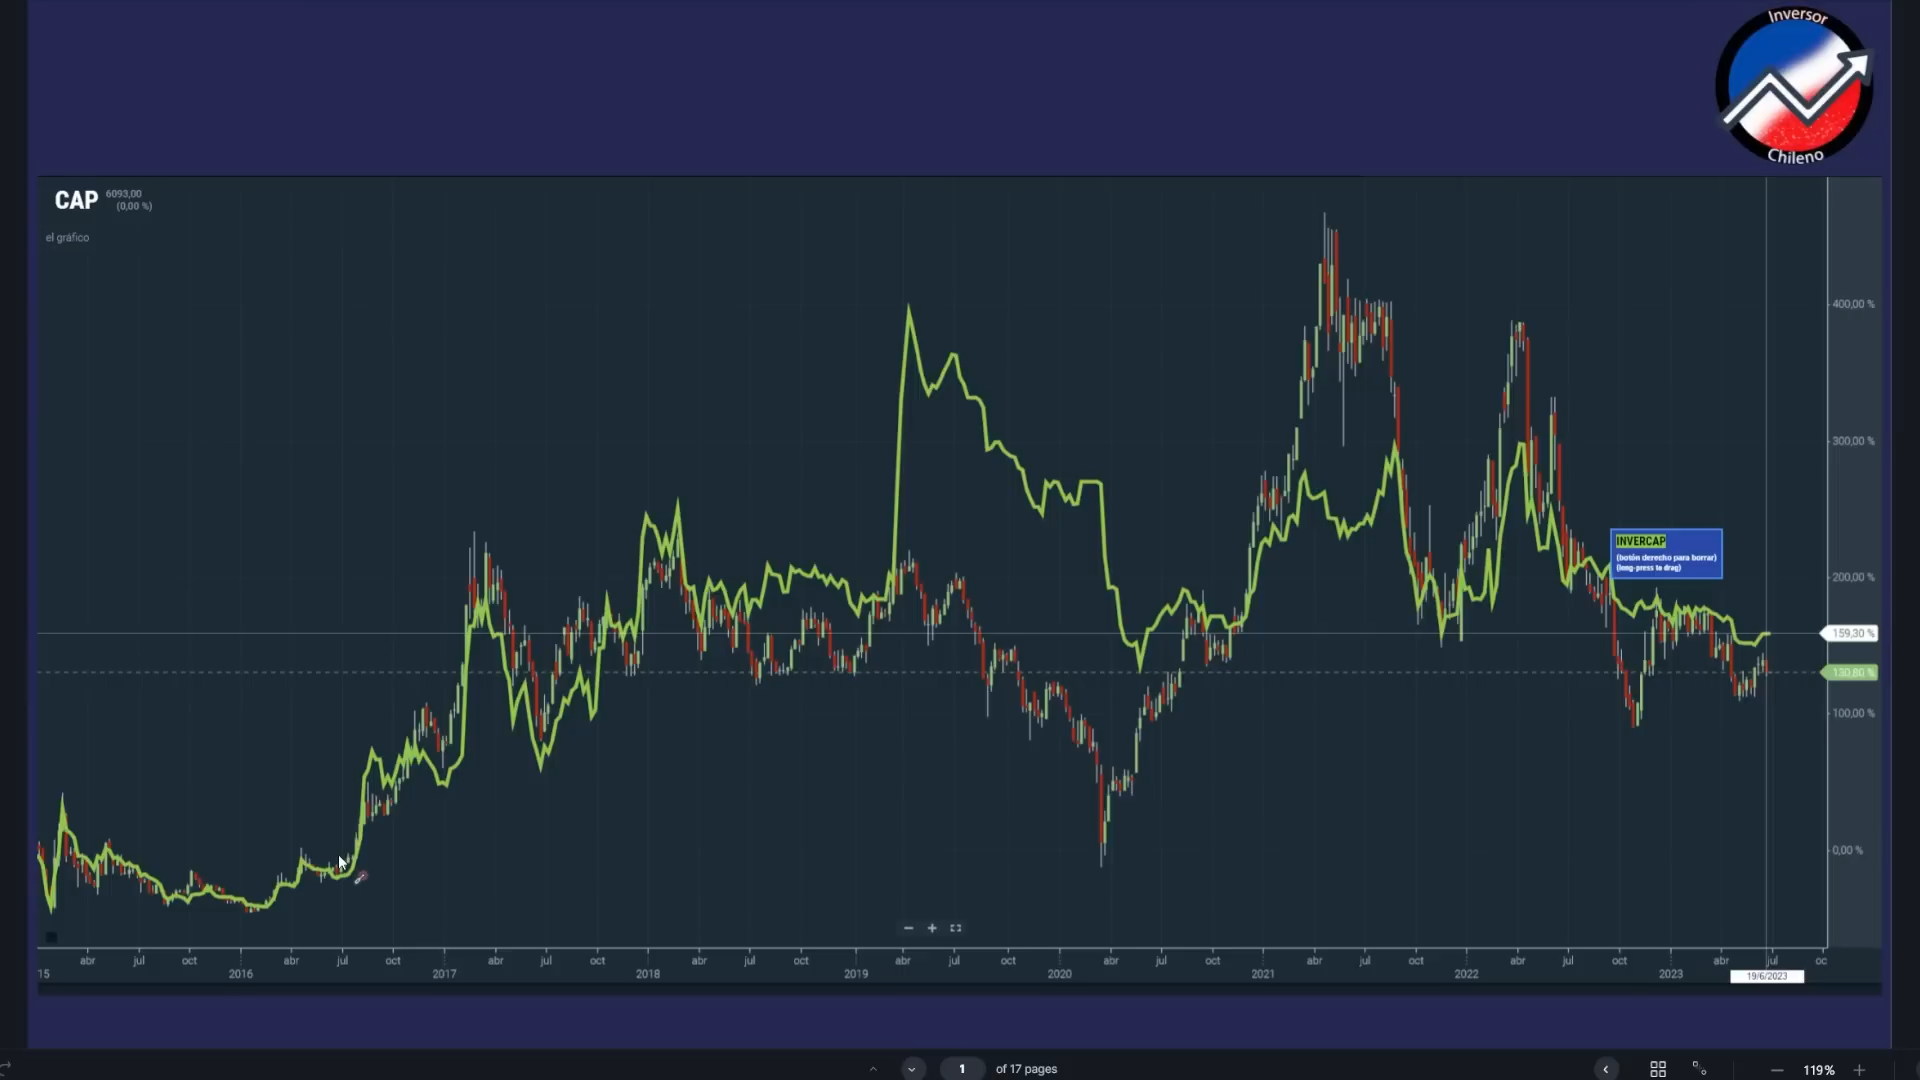 Inversor
Chileno
CAP 6093,00
(0,00 %)
el gráfico
400,00 %
300,00 %
INVERCAP
(botón derecho para borrar)
(long-press to drag)
200,00 %
159,30 %
130,80 %
100,00 %
0,00 %
abr jul oct abr jul oct abr jul oct abr jul oct abr jul oct abr jul oct abr jul oct abr jul oct abr jul oc
15 2016 2017 2018 2019 2020 2021 2022 2023
19/6/2023
1 of 17 pages
119%